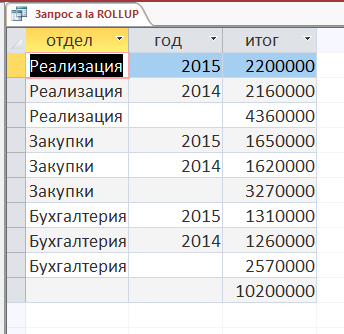 Запрос a la ROLLUP
отдел год итог
Реализация 2015 2200000
Реализация 2014 2160000
Реализация 4360000
Закупки 2015 1650000
Закупки 2014 1620000
Закупки 3270000
Бухгалтерия 2015 1310000
Бухгалтерия 2014 1260000
Бухгалтерия 2570000
10200000